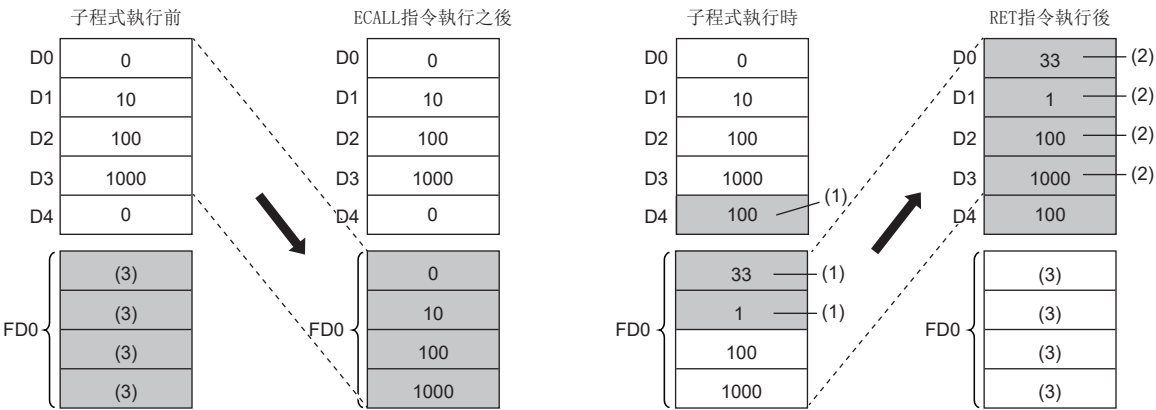 子程式執行前
D0 0
D1 10
D2 100
D3 1000
D4 0
FD0
(3)
(3)
(3)
(3)
ECALL指令執行之後
D0 0
D1 10
D2 100
D3 1000
D4 0
FD0
0
10
100
1000
子程式執行時
D0 0
D1 10
D2 100
D3 1000
D4 100 (1)
FD0
33 (1)
1 (1)
100
1000
RET指令執行後
D0 33 (2)
D1 1 (2)
D2 100 (2)
D3 1000 (2)
D4 100
FD0
(3)
(3)
(3)
(3)